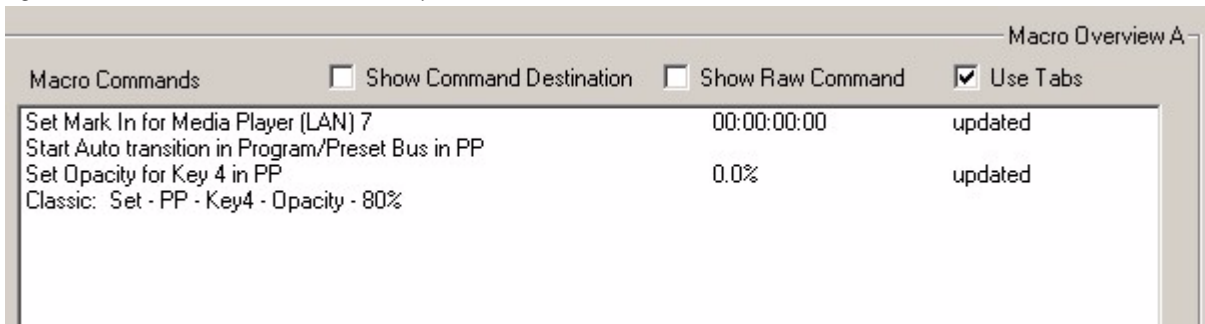 Macro Overview A
Macro Commands Show Command Destination Show Raw Command Use Tabs
Set Mark In for Media Player (LAN) 7 00:00:00:00 updated
Start Auto transition in Program/Preset Bus in PP
Set Opacity for Key 4 in PP 0.0% updated
Classic: Set - PP - Key4 - Opacity - 80%